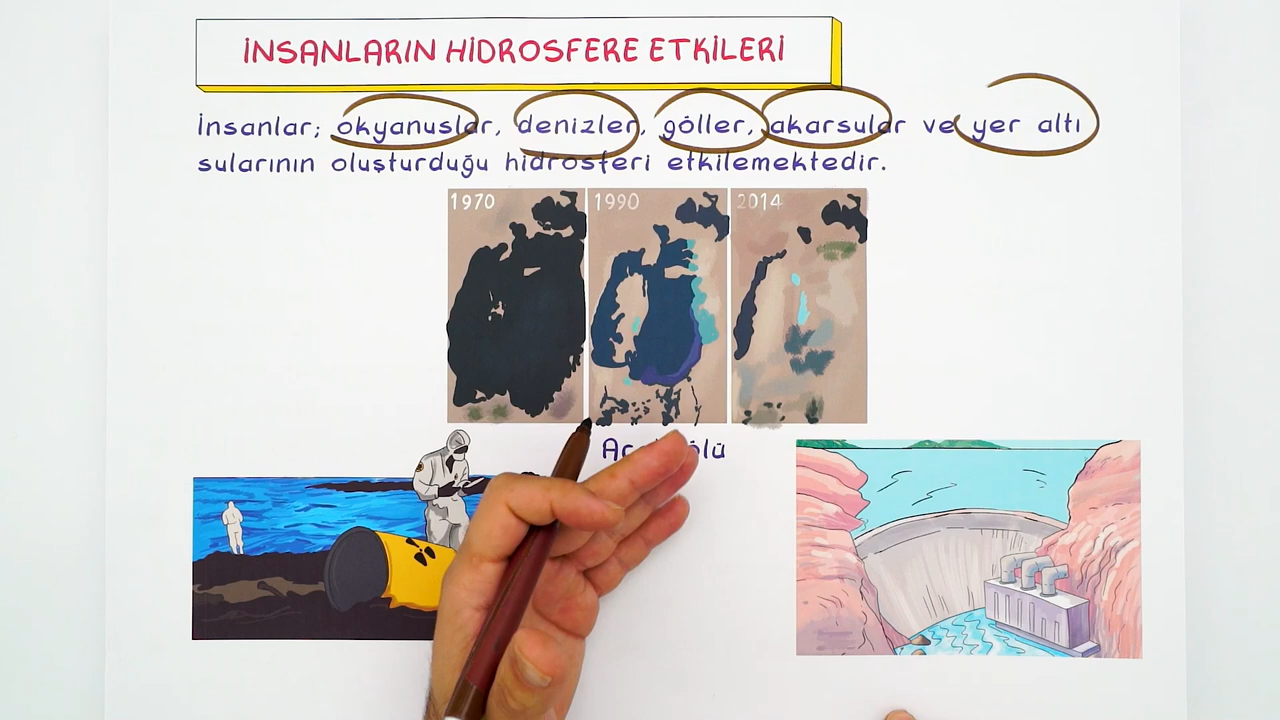 İNSANLARIN HİDROSFERE ETKİLERİ
İnsanlar; okyanuslar, denizler, göller, akarsular ve yer altı
sularının oluşturduğu hidrosferi etkilemektedir.
1970 1990 2014